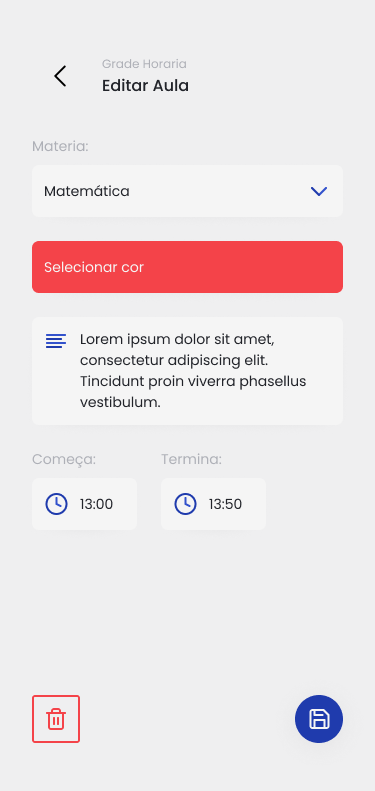 Grade Horaria
Editar Aula
Materia:
Matemática
Selecionar cor
Lorem ipsum dolor sit amet,
consectetur adipiscing elit.
Tincidunt proin viverra phasellus
vestibulum.
Começa:
Termina:
13:00
13:50